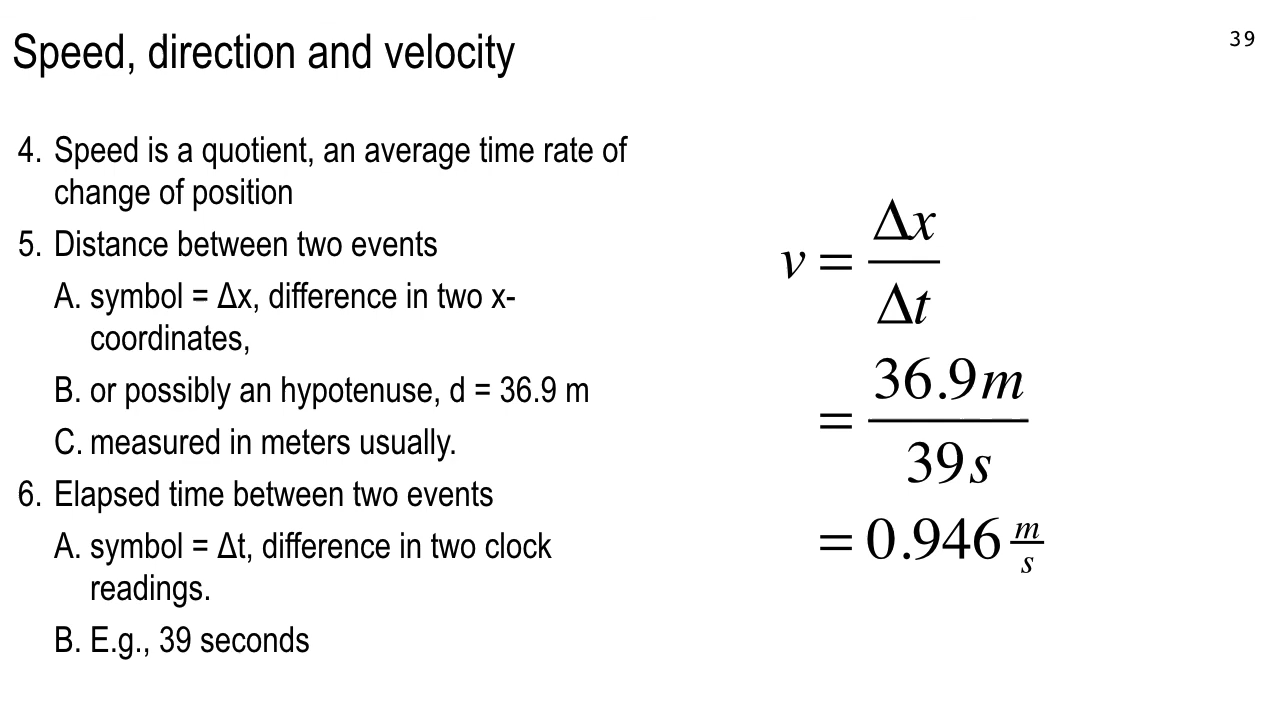 Speed, direction and velocity
39
4. Speed is a quotient, an average time rate of
change of position
5. Distance between two events
A. symbol = Δx, difference in two x-
coordinates,
B. or possibly an hypotenuse, d = 36.9 m
C. measured in meters usually.
6. Elapsed time between two events
A. symbol = Δt, difference in two clock
readings.
B. E.g., 39 seconds
v = Δx/Δt
= 36.9m/39s
= 0.946 m/s